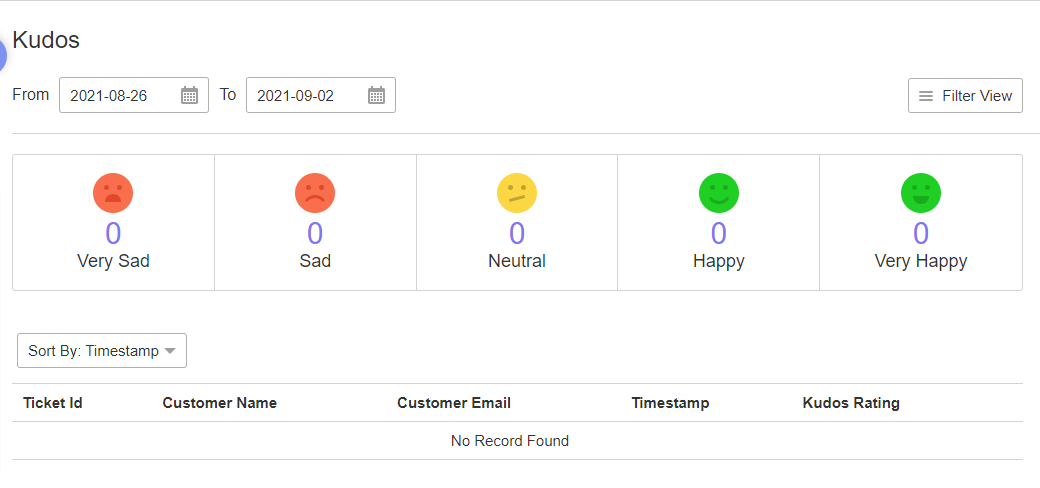 Kudos
From 2021-08-26 To 2021-09-02 Filter View
0 0 0 0 0
Very Sad Sad Neutral Happy Very Happy
Sort By: Timestamp
Ticket Id Customer Name Customer Email Timestamp Kudos Rating
No Record Found